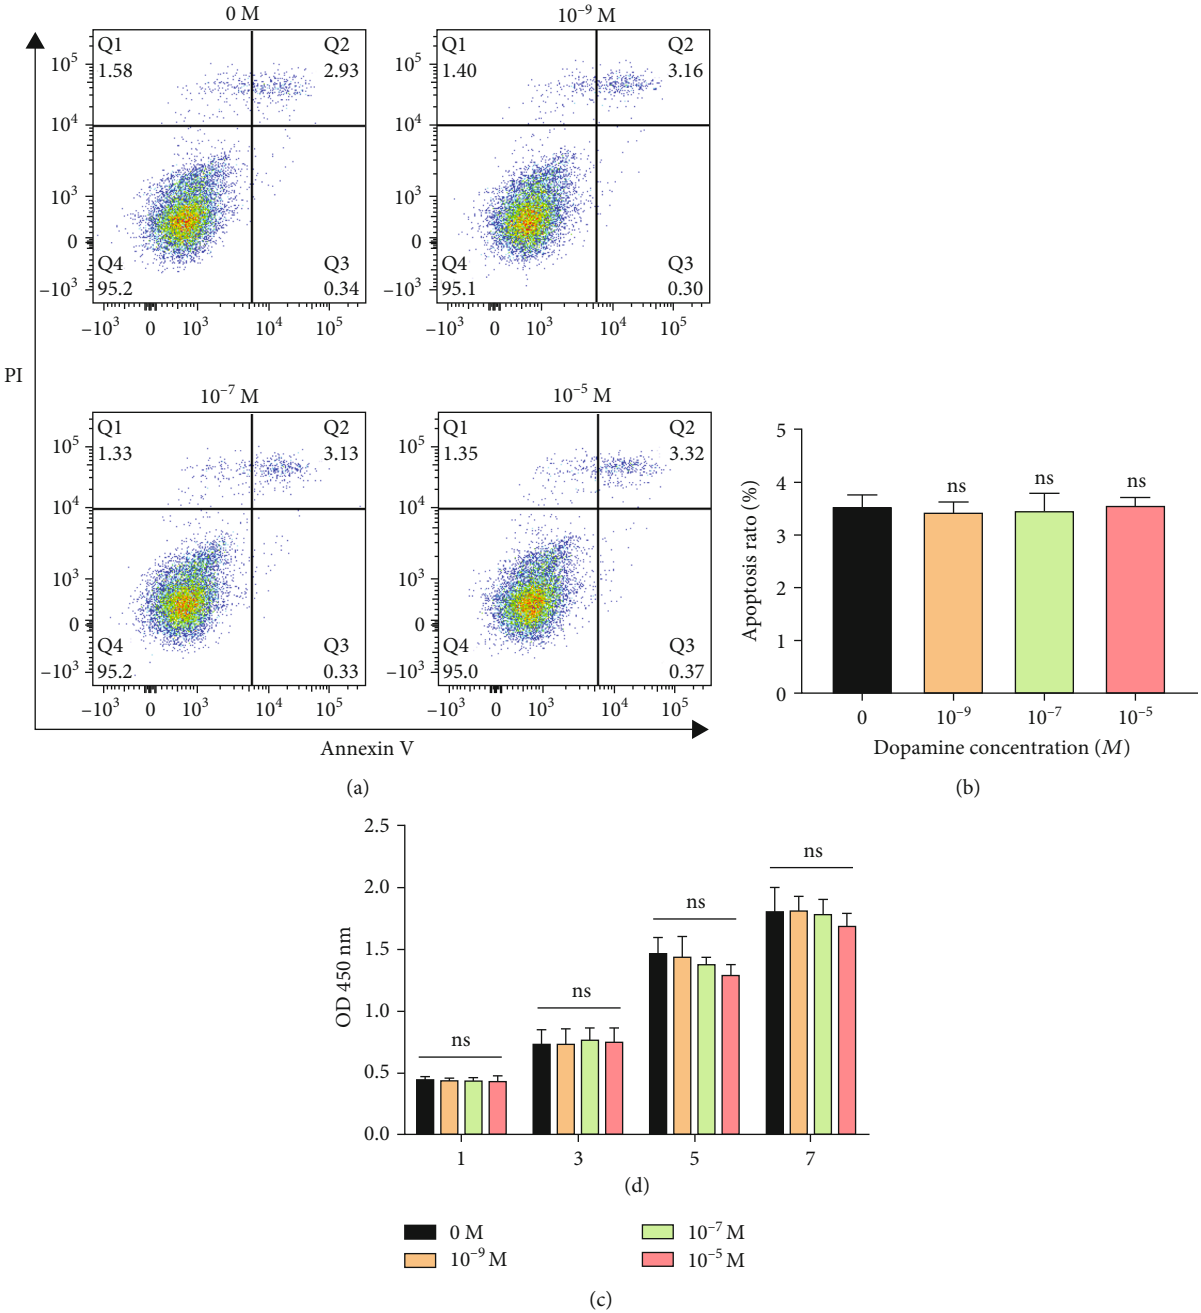 0 M
Q1
1.58
Q2
2.93
Q4
95.2
Q3
0.34
10⁵
10⁴
10³
0
–10³
–10³ 0 10³ 10⁴ 10⁵
10⁻⁹ M
Q1
1.40
Q2
3.16
Q4
95.1
Q3
0.30
10⁵
10⁴
10³
0
–10³
–10³ 0 10³ 10⁴ 10⁵
PI
10⁻⁷ M
Q1
1.33
Q2
3.13
Q4
95.2
Q3
0.33
10⁵
10⁴
10³
0
–10³
–10³ 0 10³ 10⁴ 10⁵
10⁻⁵ M
Q1
1.35
Q2
3.32
Q4
95.0
Q3
0.37
10⁵
10⁴
10³
0
–10³
–10³ 0 10³ 10⁴ 10⁵
Annexin V
(a)
Apoptosis rato (%)
5
4
3
2
1
0
ns
ns
ns
0 10⁻⁹ 10⁻⁷ 10⁻⁵
Dopamine concentration (M)
(b)
OD 450 nm
2.5
2.0
1.5
1.0
0.5
0.0
ns
ns
ns
ns
1 3 5 7
(d)
0 M
10⁻⁹ M
10⁻⁷ M
10⁻⁵ M
(c)